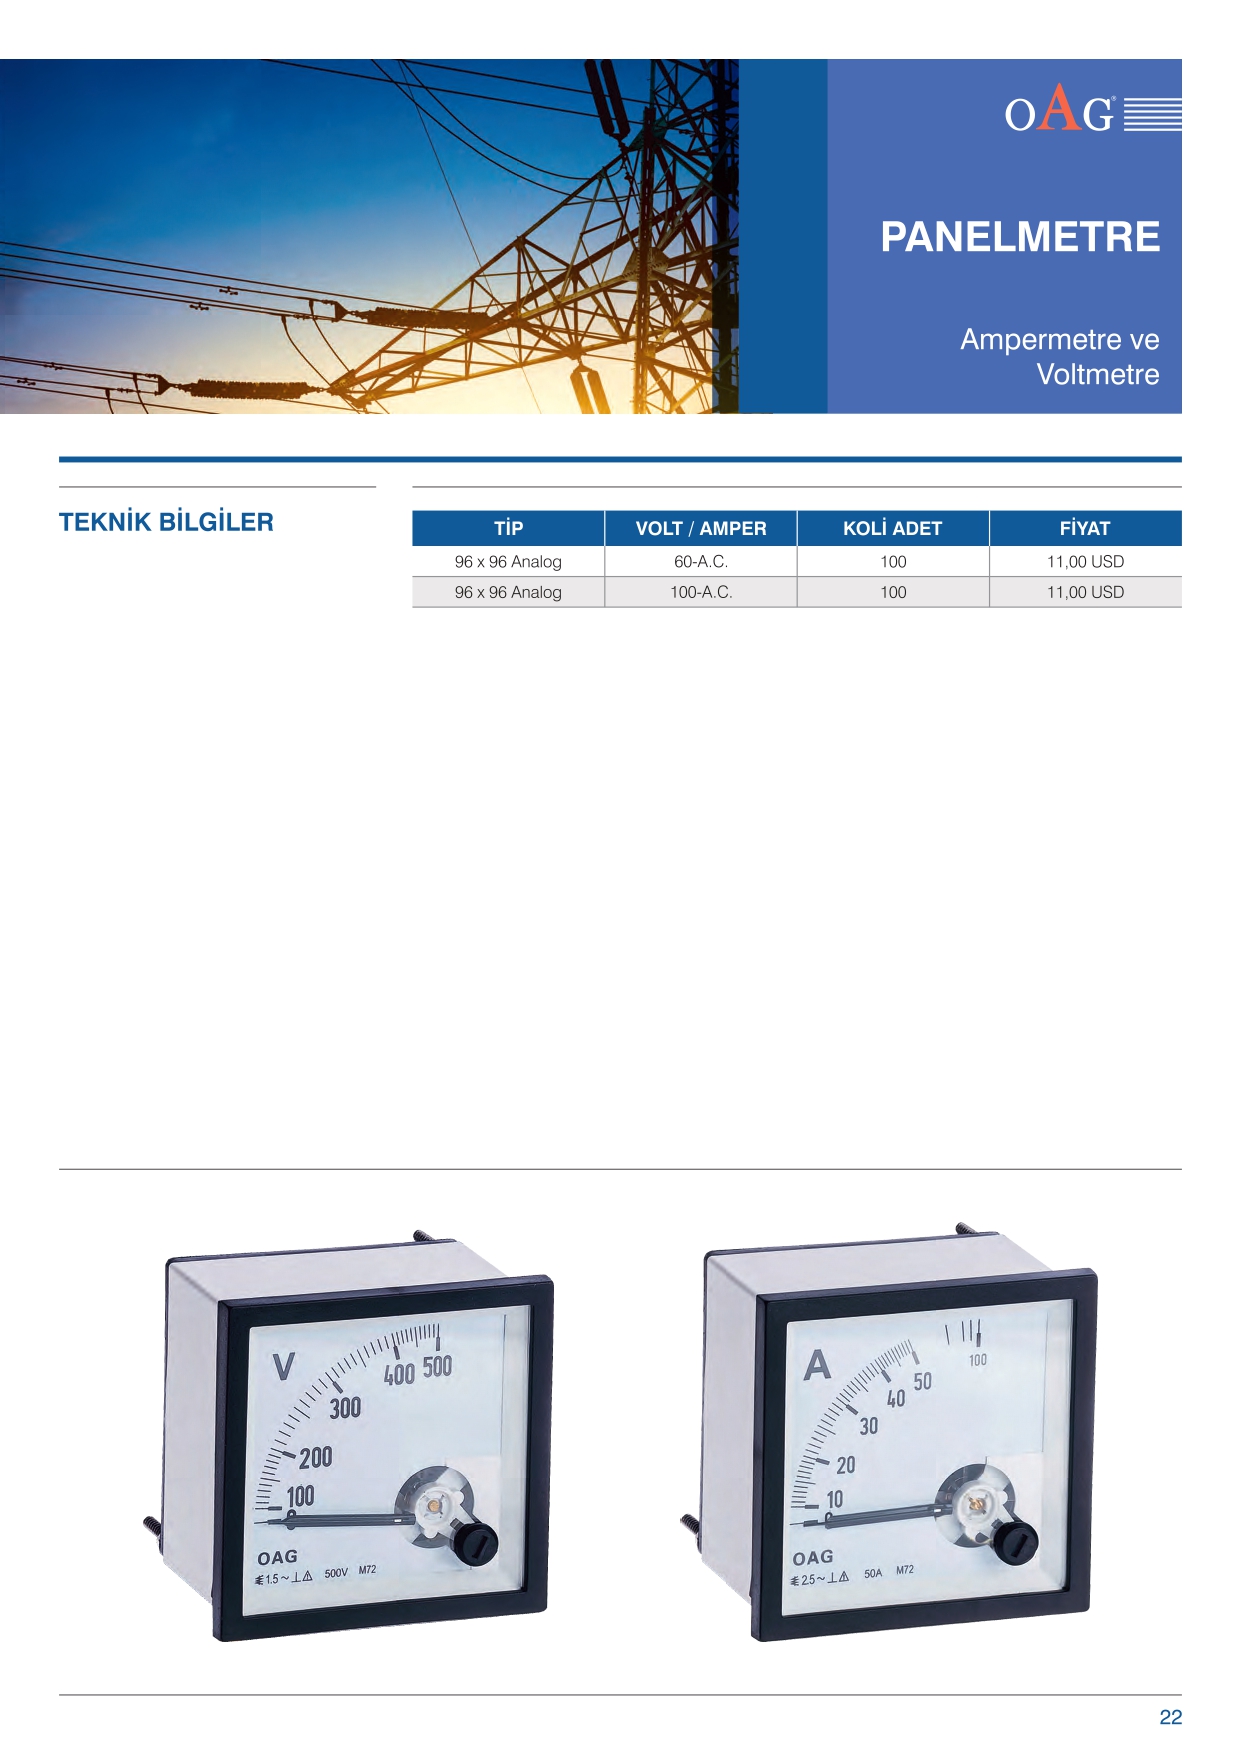 OAG®
PANELMETRE
Ampermetre ve
Voltmetre
TEKNİK BİLGİLER
TİP VOLT / AMPER KOLİ ADET FİYAT
96 x 96 Analog 60-A.C. 100 11,00 USD
96 x 96 Analog 100-A.C. 100 11,00 USD
V
100 200 300 400 500
OAG
1.5 ~ ⊥ ⚠ 500V M72
A
10 20 30 40 50 100
OAG
2.5 ~ ⊥ ⚠ 50A M72
22